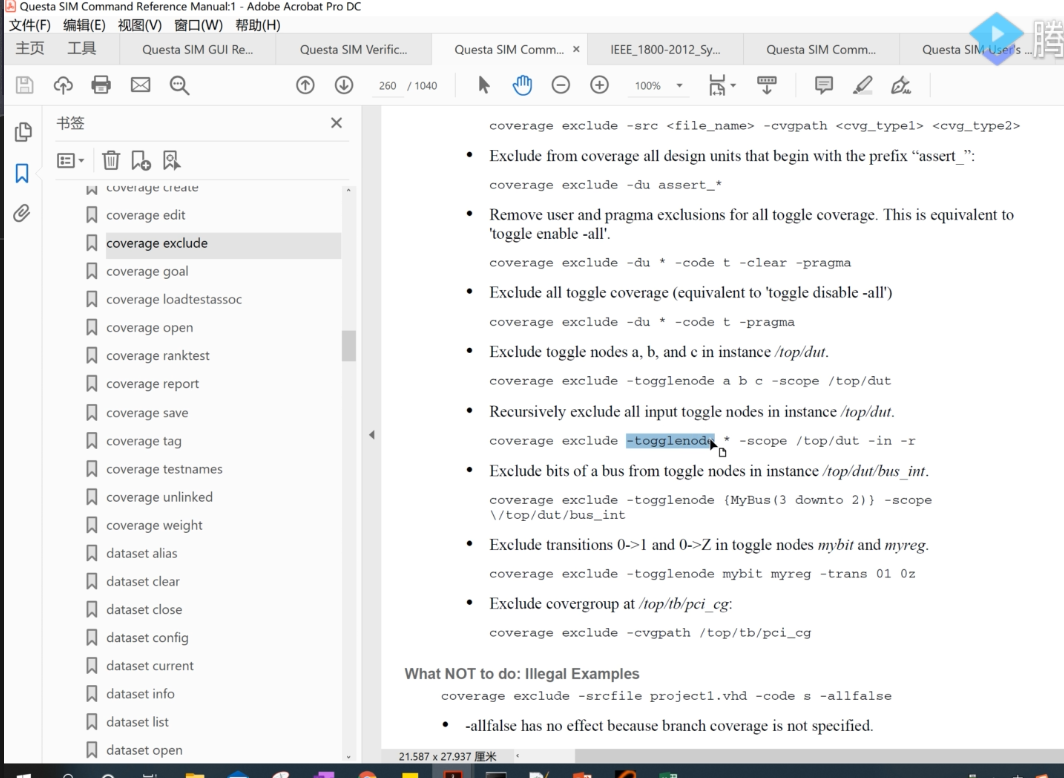 Questa SIM Command Reference Manual:1 - Adobe Acrobat Pro DC
文件(F) 编辑(E) 视图(V) 窗口(W) 帮助(H)
主页 工具 Questa SIM GUI Re... Questa SIM Verific... Questa SIM Comm... × IEEE_1800-2012_Sy... Questa SIM Comm... Questa SIM User's ... 腾
260 / 1040 100%
书签
coverage create
coverage edit
coverage exclude
coverage goal
coverage loadtestassoc
coverage open
coverage ranktest
coverage report
coverage save
coverage tag
coverage testnames
coverage unlinked
coverage weight
dataset alias
dataset clear
dataset close
dataset config
dataset current
dataset info
dataset list
dataset open
coverage exclude -src <file_name> -cvgpath <cvg_type1> <cvg_type2>
• Exclude from coverage all design units that begin with the prefix “assert_”:
coverage exclude -du assert_*
• Remove user and pragma exclusions for all toggle coverage. This is equivalent to
'toggle enable -all'.
coverage exclude -du * -code t -clear -pragma
• Exclude all toggle coverage (equivalent to 'toggle disable -all')
coverage exclude -du * -code t -pragma
• Exclude toggle nodes a, b, and c in instance /top/dut.
coverage exclude -togglenode a b c -scope /top/dut
• Recursively exclude all input toggle nodes in instance /top/dut.
coverage exclude -togglenode * -scope /top/dut -in -r
• Exclude bits of a bus from toggle nodes in instance /top/dut/bus_int.
coverage exclude -togglenode {MyBus(3 downto 2)} -scope
\/top/dut/bus_int
• Exclude transitions 0->1 and 0->Z in toggle nodes mybit and myreg.
coverage exclude -togglenode mybit myreg -trans 01 0z
• Exclude covergroup at /top/tb/pci_cg:
coverage exclude -cvgpath /top/tb/pci_cg
What NOT to do: Illegal Examples
coverage exclude -srcfile project1.vhd -code s -allfalse
• -allfalse has no effect because branch coverage is not specified.
21.587 x 27.937 厘米